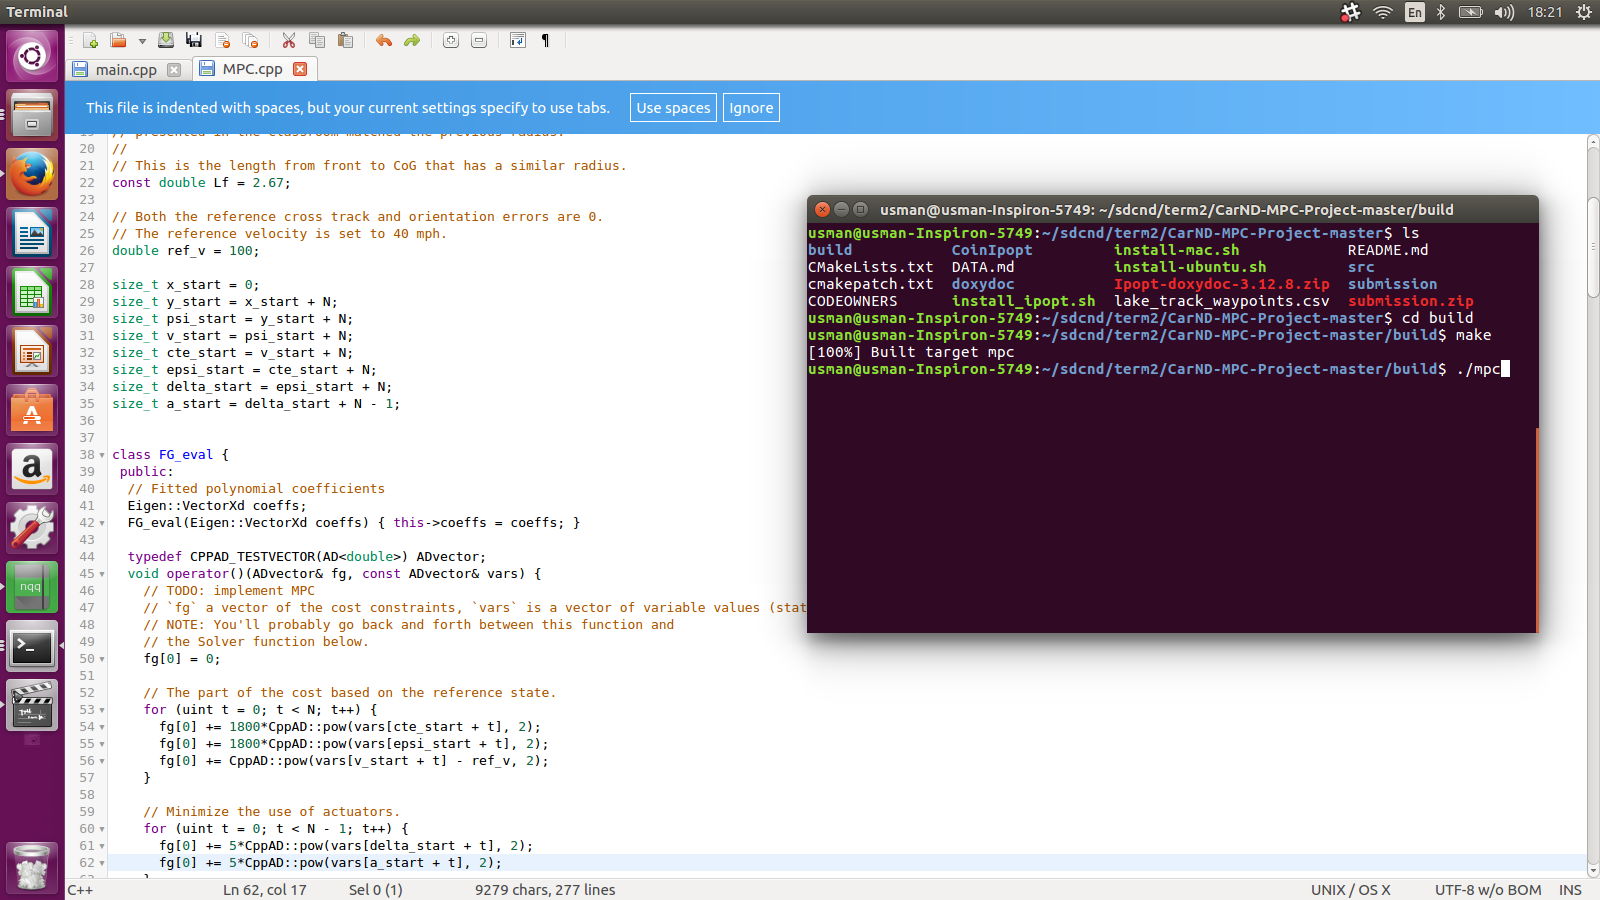 Terminal
En
18:21
main.cpp
MPC.cpp
This file is indented with spaces, but your current settings specify to use tabs.
Use spaces
Ignore
19 // presented in the classroom matched the previous radius.
20 //
21 // This is the length from front to CoG that has a similar radius.
22 const double Lf = 2.67;
23
24 // Both the reference cross track and orientation errors are 0.
25 // The reference velocity is set to 40 mph.
26 double ref_v = 100;
27
28 size_t x_start = 0;
29 size_t y_start = x_start + N;
30 size_t psi_start = y_start + N;
31 size_t v_start = psi_start + N;
32 size_t cte_start = v_start + N;
33 size_t epsi_start = cte_start + N;
34 size_t delta_start = epsi_start + N;
35 size_t a_start = delta_start + N - 1;
36
37
38 class FG_eval {
39 public:
40 // Fitted polynomial coefficients
41 Eigen::VectorXd coeffs;
42 FG_eval(Eigen::VectorXd coeffs) { this->coeffs = coeffs; }
43
44 typedef CPPAD_TESTVECTOR(AD<double>) ADvector;
45 void operator()(ADvector& fg, const ADvector& vars) {
46 // TODO: implement MPC
47 // `fg` a vector of the cost constraints, `vars` is a vector of variable values (stat
48 // NOTE: You'll probably go back and forth between this function and
49 // the Solver function below.
50 fg[0] = 0;
51
52 // The part of the cost based on the reference state.
53 for (uint t = 0; t < N; t++) {
54 fg[0] += 1800*CppAD::pow(vars[cte_start + t], 2);
55 fg[0] += 1800*CppAD::pow(vars[epsi_start + t], 2);
56 fg[0] += CppAD::pow(vars[v_start + t] - ref_v, 2);
57 }
58
59 // Minimize the use of actuators.
60 for (uint t = 0; t < N - 1; t++) {
61 fg[0] += 5*CppAD::pow(vars[delta_start + t], 2);
62 fg[0] += 5*CppAD::pow(vars[a_start + t], 2);
usman@usman-Inspiron-5749: ~/sdcnd/term2/CarND-MPC-Project-master/build
usman@usman-Inspiron-5749:~/sdcnd/term2/CarND-MPC-Project-master$ ls
build CoinIpopt install-mac.sh README.md
CMakeLists.txt DATA.md install-ubuntu.sh src
cmakepatch.txt doxydoc Ipopt-doxydoc-3.12.8.zip submission
CODEOWNERS install_ipopt.sh lake_track_waypoints.csv submission.zip
usman@usman-Inspiron-5749:~/sdcnd/term2/CarND-MPC-Project-master$ cd build
usman@usman-Inspiron-5749:~/sdcnd/term2/CarND-MPC-Project-master/build$ make
[100%] Built target mpc
usman@usman-Inspiron-5749:~/sdcnd/term2/CarND-MPC-Project-master/build$ ./mpc
nqq
C++
Ln 62, col 17
Sel 0 (1)
9279 chars, 277 lines
UNIX / OS X
UTF-8 w/o BOM
INS